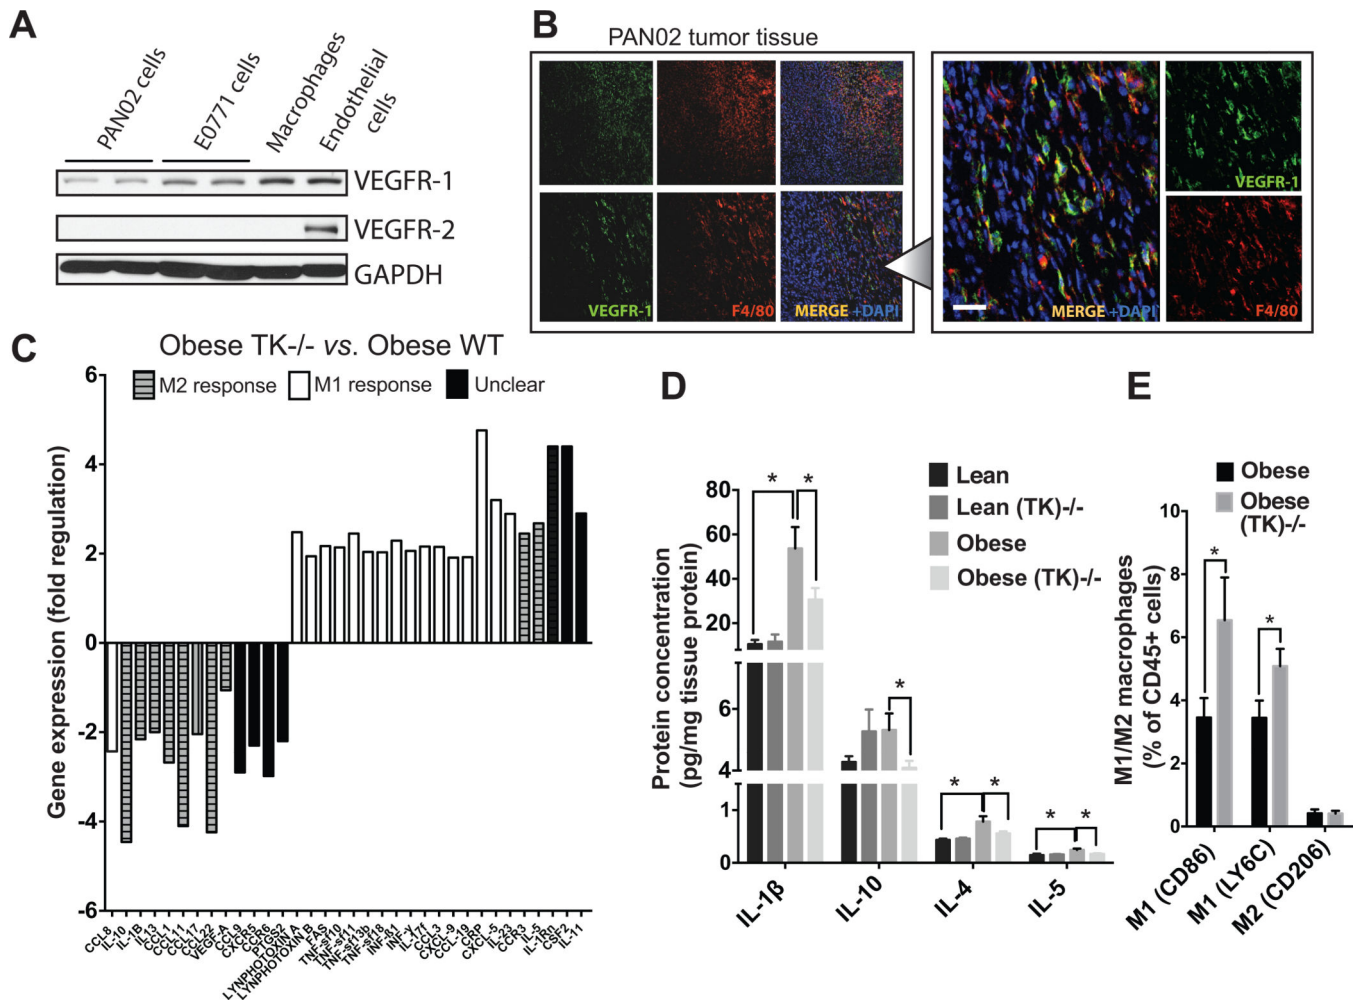 A
PAN02 cells
E0771 cells
Macrophages
Endothelial
cells
VEGFR-1
VEGFR-2
GAPDH
B
PAN02 tumor tissue
VEGFR-1
F4/80
MERGE +DAPI
MERGE +DAPI
VEGFR-1
F4/80
C
Obese TK-/- vs. Obese WT
M2 response
M1 response
Unclear
Gene expression (fold regulation)
6
4
2
0
-2
-4
-6
CCL8
IL-10
IL-1B
IL13
CCL1
CCL11
CCL17
CCL22
VEGF-A
CCL9
CXCR5
CCR6
PTGS2
LYNPHOTOXIN A
LYNPHOTOXIN B
FAS
TNF-sf10
TNF-sf11
TNF-sf13b
TNF-sf18
INF-γ
IL-17f
CCL3
CXCL-9
CCL-19
CRP
CXCL-5
IL-23
CCR3
IL-5
CSF2
IL-11
D
Lean
Lean (TK)-/-
Obese
Obese (TK)-/-
Protein concentration
(pg/mg tissue protein)
80
60
40
20
6
4
1
0
*
*
*
*
*
*
*
IL-1β
IL-10
IL-4
IL-5
E
Obese
Obese
(TK)-/-
M1/M2 macrophages
(% of CD45+ cells)
10
8
6
4
2
0
*
*
M1 (CD86)
M1 (LY6C)
M2 (CD206)